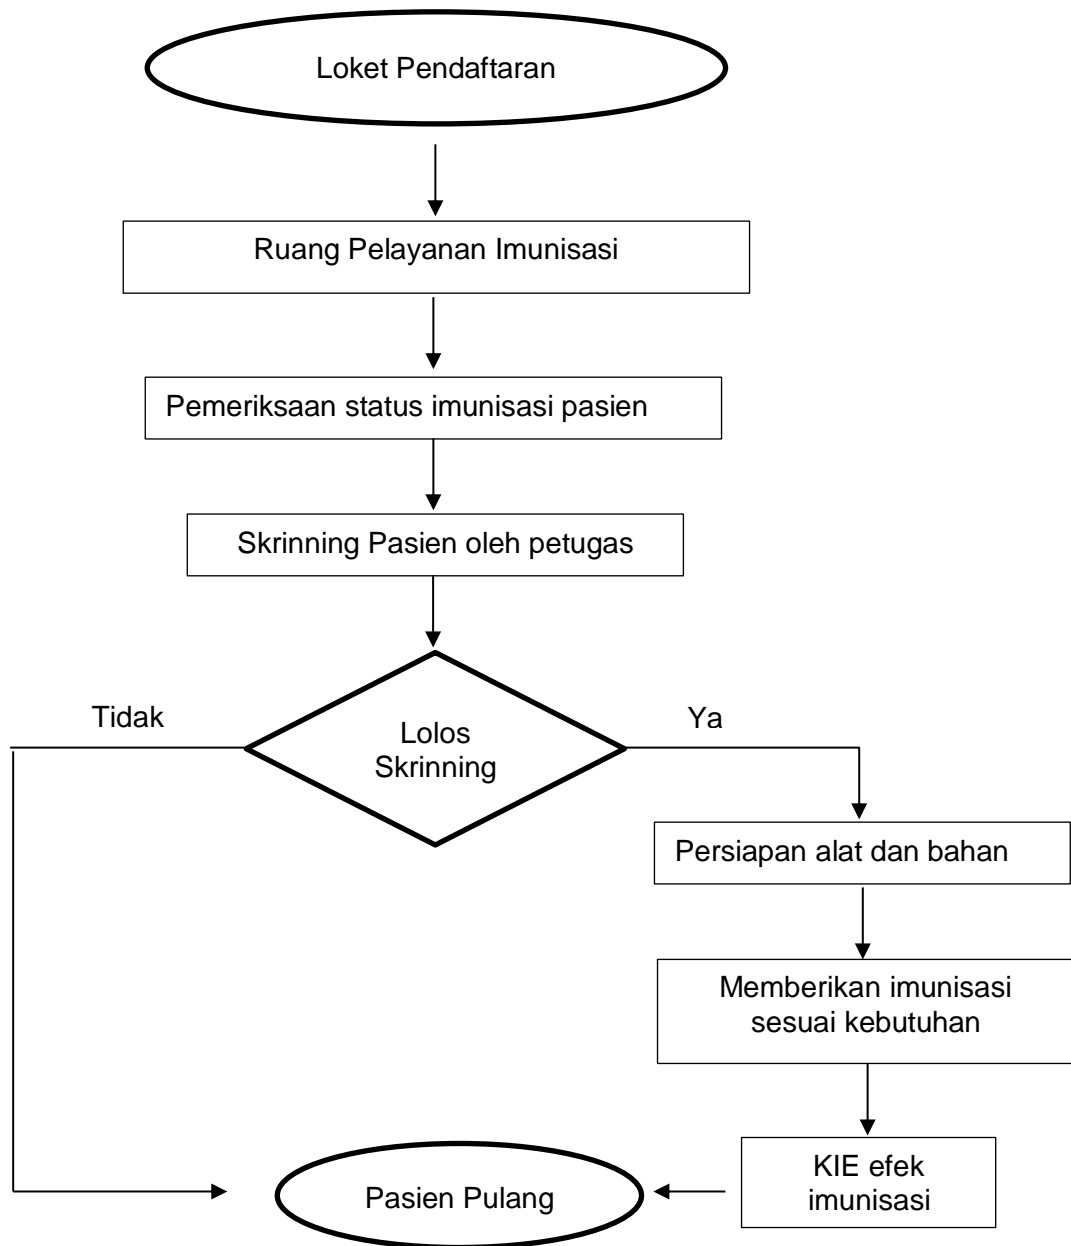 Loket Pendaftaran
Ruang Pelayanan Imunisasi
Pemeriksaan status imunisasi pasien
Skrinning Pasien oleh petugas
Tidak
Lolos
Skrinning
Ya
Persiapan alat dan bahan
Memberikan imunisasi
sesuai kebutuhan
KIE efek
imunisasi
Pasien Pulang